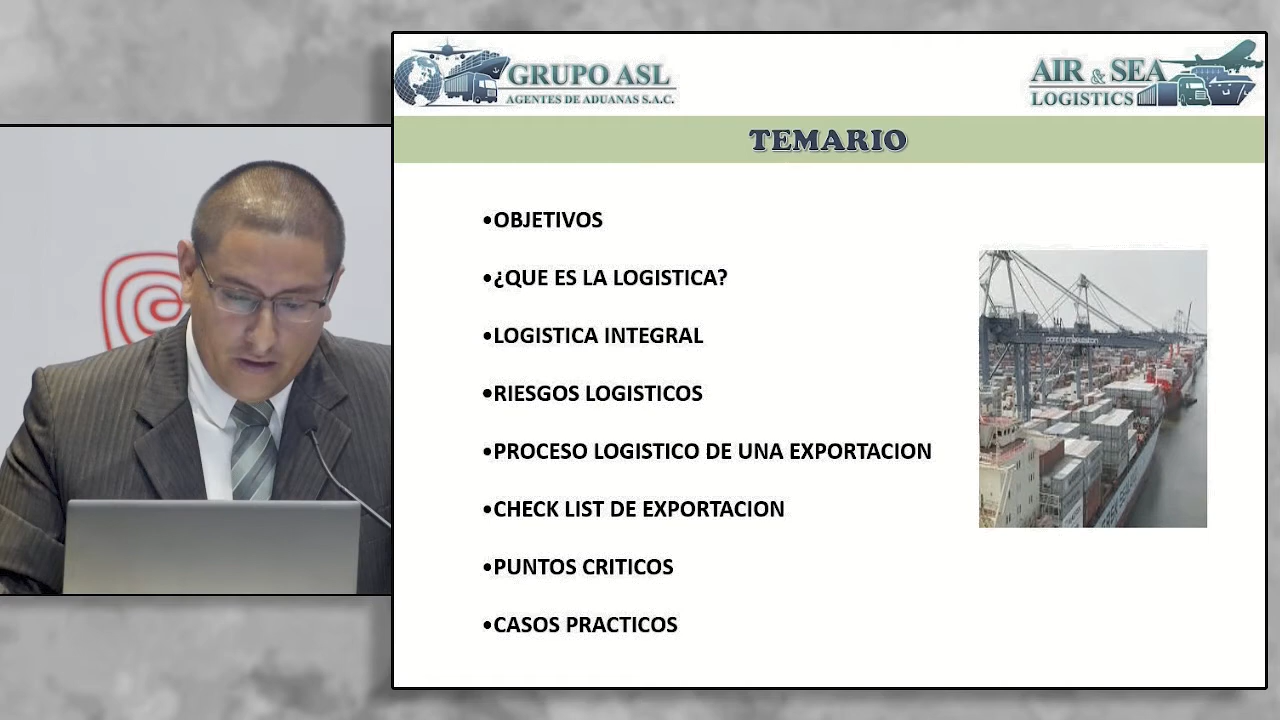 GRUPO ASL
AGENTES DE ADUANAS S.A.C.
AIR & SEA
LOGISTICS
TEMARIO
•OBJETIVOS
•¿QUE ES LA LOGISTICA?
•LOGISTICA INTEGRAL
•RIESGOS LOGISTICOS
•PROCESO LOGISTICO DE UNA EXPORTACION
•CHECK LIST DE EXPORTACION
•PUNTOS CRITICOS
•CASOS PRACTICOS